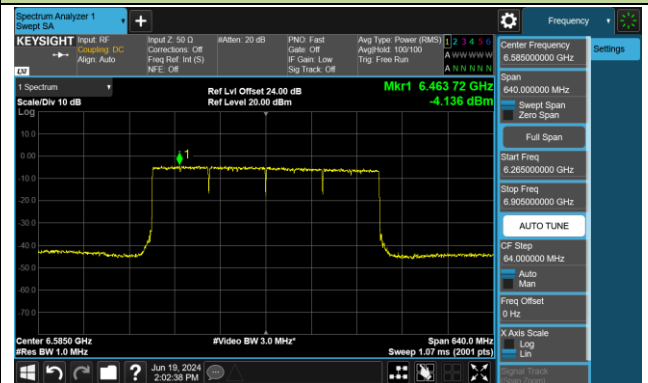 Spectrum Analyzer 1
Swept SA
+
Frequency
KEYSIGHT
Input: RF
Coupling: DC
Align: Auto
Input Z: 50 Ω
Corrections: Off
Freq Ref: Int (S)
NFE: Off
#Atten: 20 dB
PNO: Fast
Gate: Off
IF Gain: Low
Sig Track: Off
Avg Type: Power (RMS)
Avg|Hold: 100/100
Trig: Free Run
1 2 3 4 5 6
A W W W W W
A N N N N N
LXI
1 Spectrum
Scale/Div 10 dB
Log
Ref Lvl Offset 24.00 dB
Ref Level 20.00 dBm
Mkr1 6.463 72 GHz
-4.136 dBm
1
10.0
0.00
-10.0
-20.0
-30.0
-40.0
-50.0
-60.0
-70.0
Center 6.5850 GHz
#Res BW 1.0 MHz
#Video BW 3.0 MHz*
Span 640.0 MHz
Sweep 1.07 ms (2001 pts)
Center Frequency
6.585000000 GHz
Settings
Span
640.000000 MHz
Swept Span
Zero Span
Full Span
Start Freq
6.265000000 GHz
Stop Freq
6.905000000 GHz
AUTO TUNE
CF Step
64.000000 MHz
Auto
Man
Freq Offset
0 Hz
X Axis Scale
Log
Lin
Signal Track
(Span Zoom)
?
Jun 19, 2024
2:02:38 PM